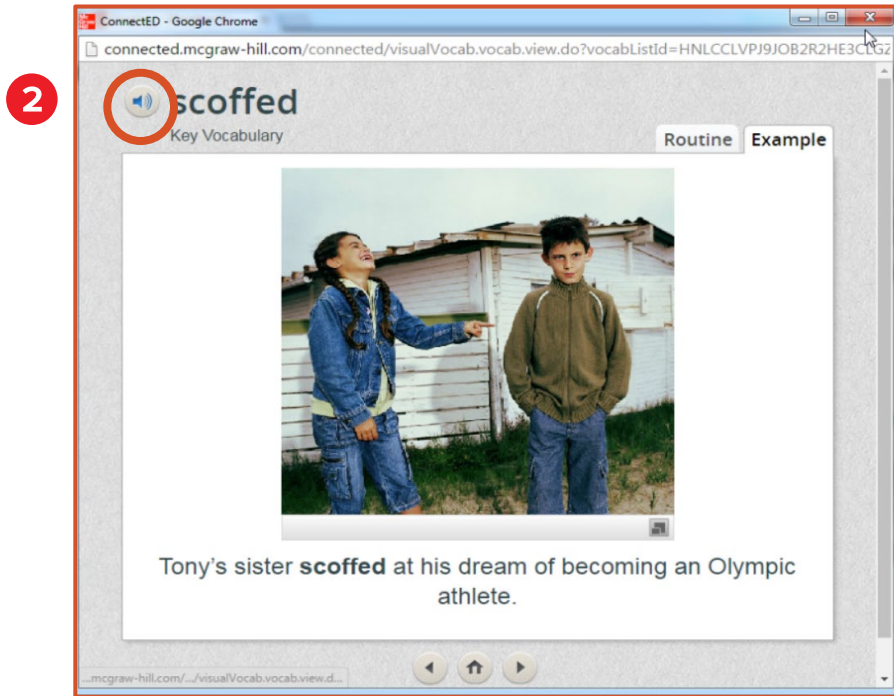 ConnectED - Google Chrome
connected.mcgraw-hill.com/connected/visualVocab.vocab.view.do?vocabListId=HNLCCLVPJ9JOB2R2HE3
2
scoffed
Key Vocabulary
Routine Example
Tony's sister scoffed at his dream of becoming an Olympic
athlete.
...mcgraw-hill.com/.../visualVocab.vocab.view.d...